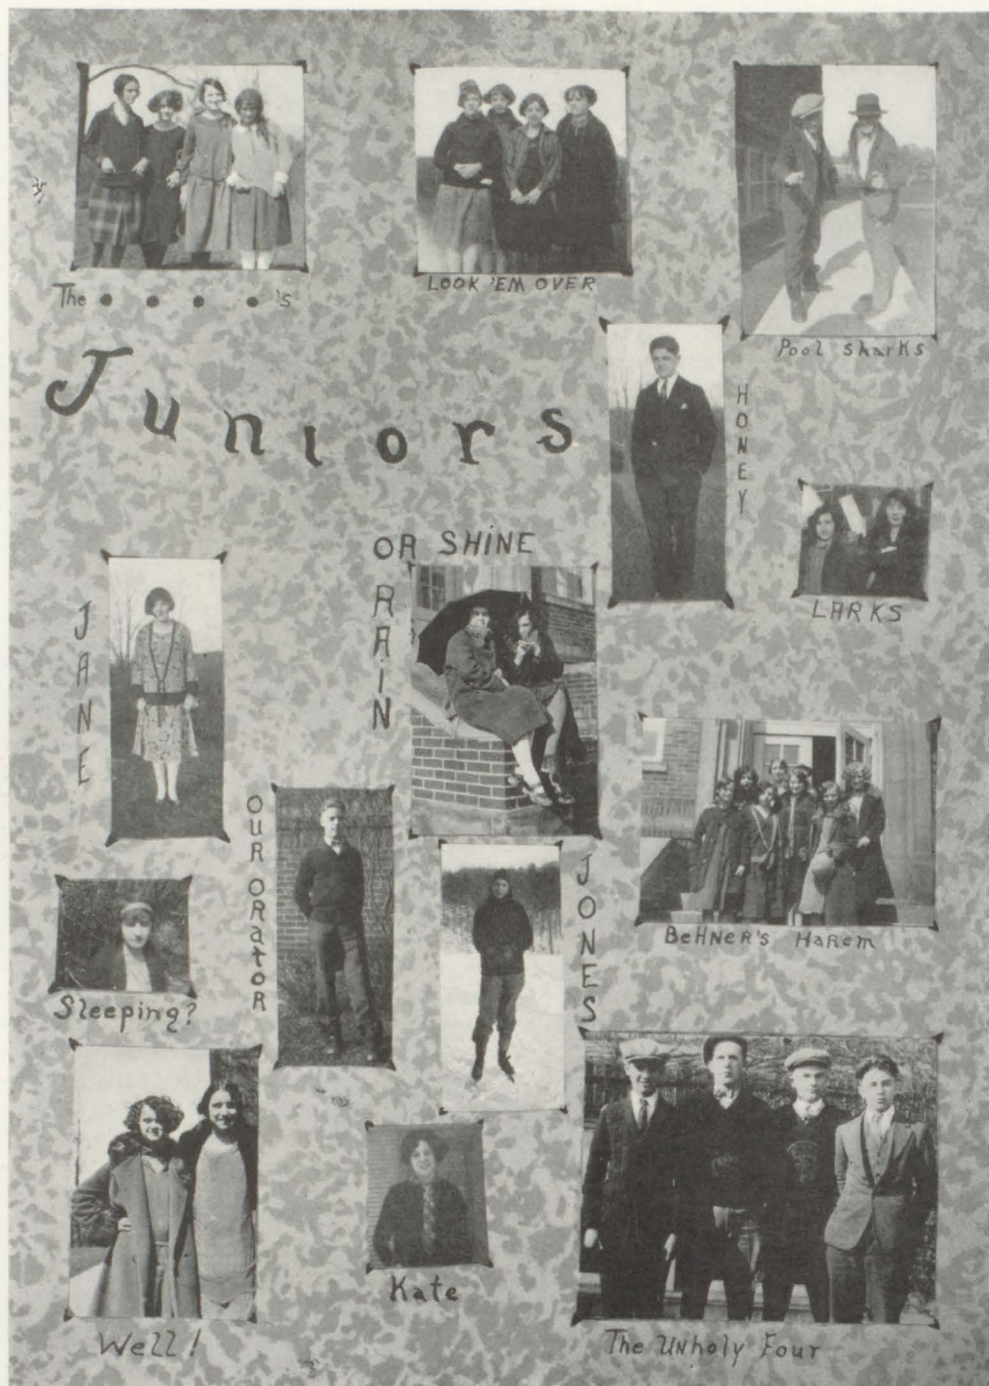 The • • • •'s
LOOK 'EM OVER
Pool Sharks
Juniors
HONEY
LARKS
OR SHINE
RAIN
JANE
OUR ORatOR
JONES
BeHNER'S HaRem
Sleeping?
Kate
Well!
The UNholy Four